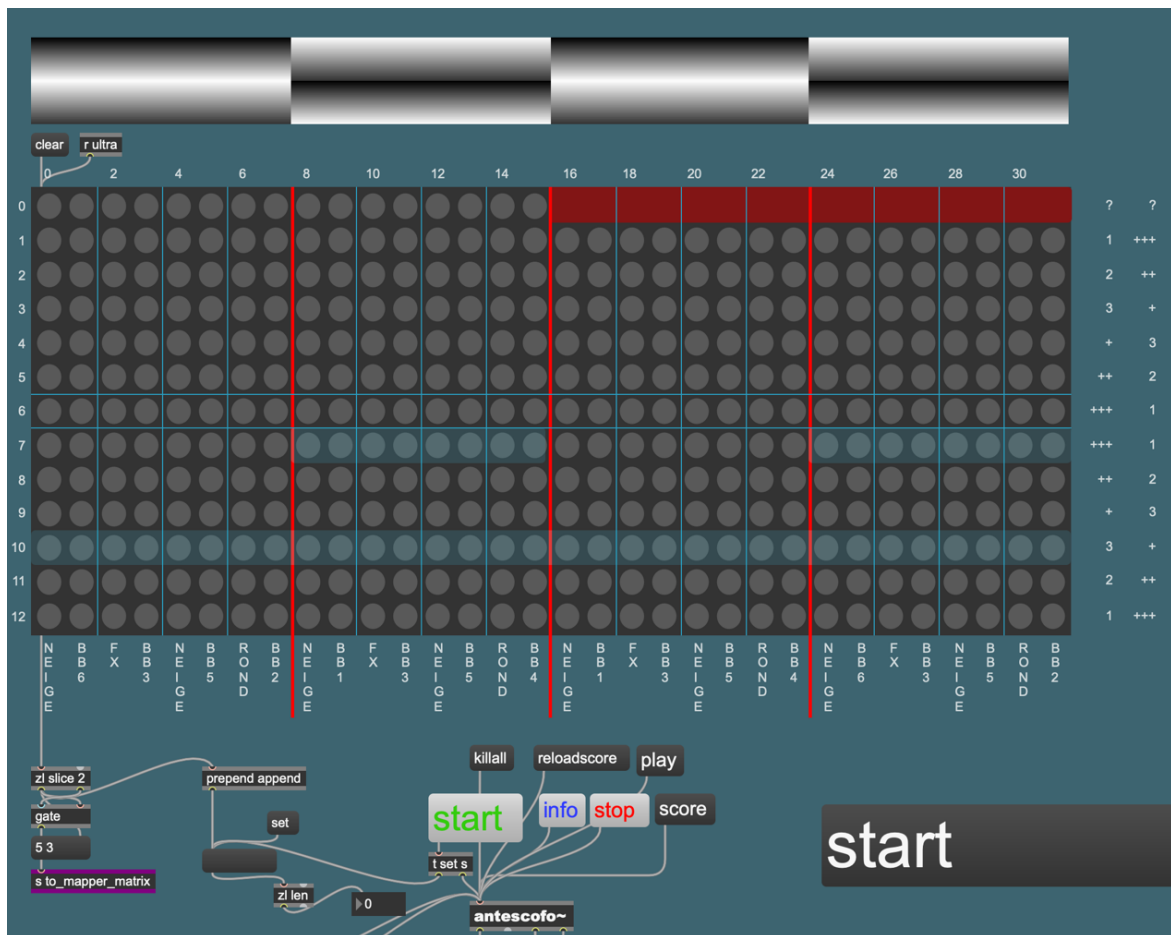 clear r ultra
0 2 4 6 8 10 12 14 16 18 20 22 24 26 28 30
0 ? ?
1 1 +++
2 2 ++
3 3 +
4 + 3
5 ++ 2
6 +++ 1
7 +++ 1
8 ++ 2
9 + 3
10 3 +
11 2 ++
12 1 +++
NEIGE BB6 FX BB3 NEIGE BB5 ROND BB2 NEIGE BB1 FX BB3 NEIGE BB5 ROND BB4 NEIGE BB1 FX BB3 NEIGE BB5 ROND BB4 NEIGE BB6 FX BB3 NEIGE BB5 ROND BB2
killall reloadscore play
zl slice 2 prepend append
start info stop score
gate set
5 3
start
t set s
s to_mapper_matrix
zl len 0
antescofo~